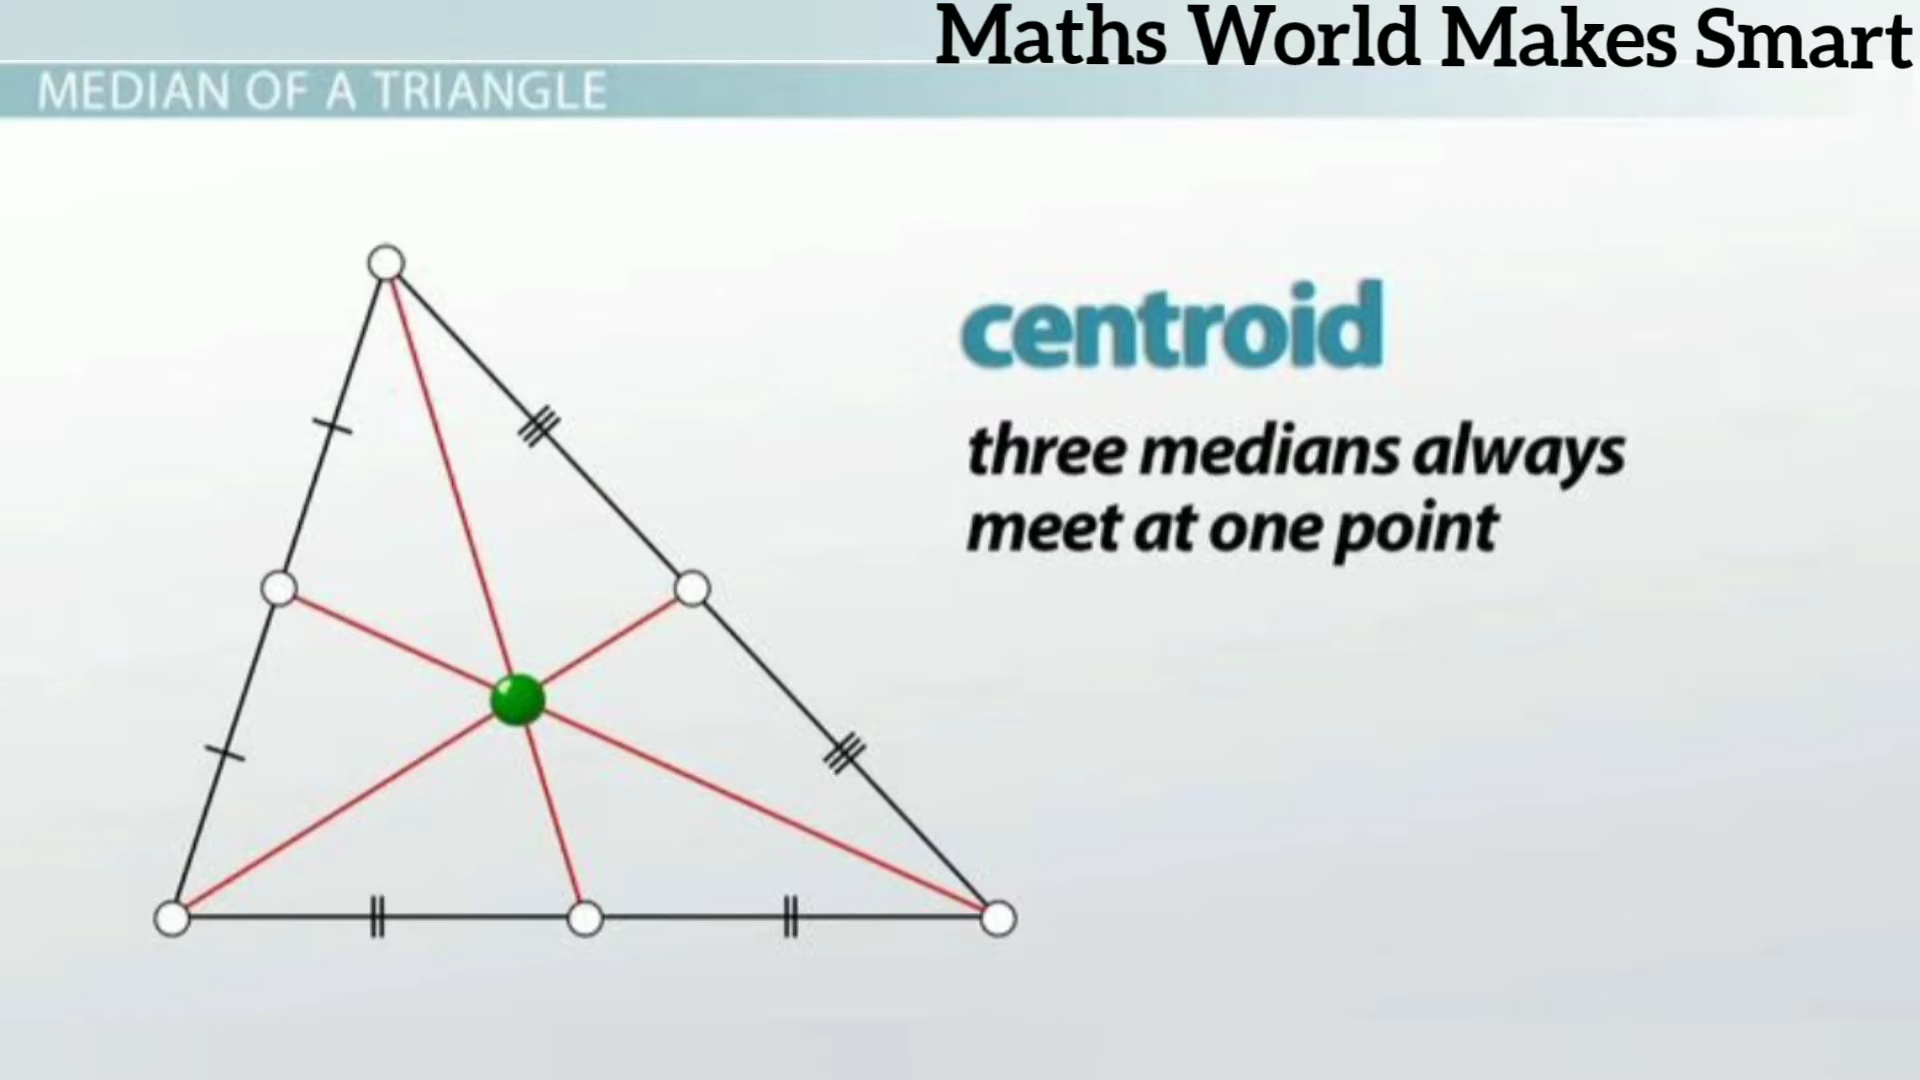 Maths World Makes Smart
MEDIAN OF A TRIANGLE
centroid
three medians always
meet at one point